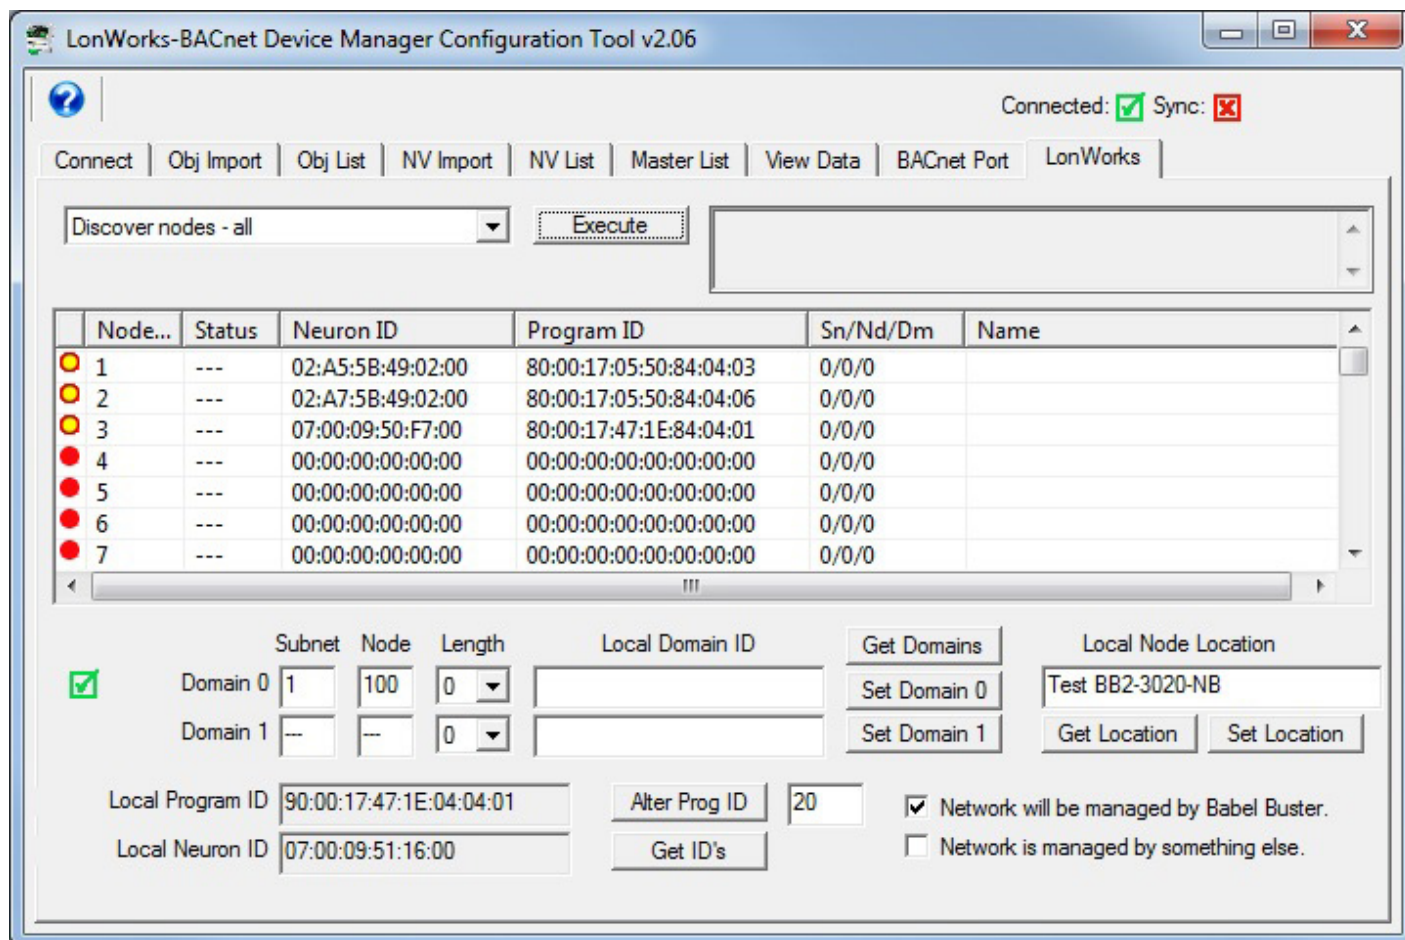 LonWorks-BACnet Device Manager Configuration Tool v2.06
Connected: Sync:
Connect Obj Import Obj List NV Import NV List Master List View Data BACnet Port LonWorks
Discover nodes - all Execute
Node... Status Neuron ID Program ID Sn/Nd/Dm Name
1 --- 02:A5:5B:49:02:00 80:00:17:05:50:84:04:03 0/0/0
2 --- 02:A7:5B:49:02:00 80:00:17:05:50:84:04:06 0/0/0
3 --- 07:00:09:50:F7:00 80:00:17:47:1E:84:04:01 0/0/0
4 --- 00:00:00:00:00:00 00:00:00:00:00:00:00:00 0/0/0
5 --- 00:00:00:00:00:00 00:00:00:00:00:00:00:00 0/0/0
6 --- 00:00:00:00:00:00 00:00:00:00:00:00:00:00 0/0/0
7 --- 00:00:00:00:00:00 00:00:00:00:00:00:00:00 0/0/0
Subnet Node Length Local Domain ID Get Domains Local Node Location
Domain 0 1 100 0 Set Domain 0 Test BB2-3020-NB
Domain 1 --- --- 0 Set Domain 1 Get Location Set Location
Local Program ID 90:00:17:47:1E:04:04:01 Alter Prog ID 20 Network will be managed by Babel Buster.
Local Neuron ID 07:00:09:51:16:00 Get ID's Network is managed by something else.